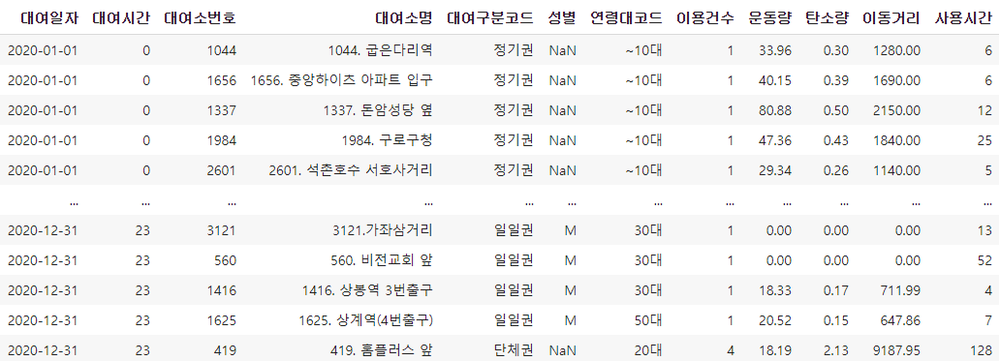 대여일자 대여시간 대여소번호 대여소명 대여구분코드 성별 연령대코드 이용건수 운동량 탄소량 이동거리 사용시간
2020-01-01 0 1044 1044. 굽은다리역 정기권 NaN ~10대 1 33.96 0.30 1280.00 6
2020-01-01 0 1656 1656. 중앙하이츠 아파트 입구 정기권 NaN ~10대 1 40.15 0.39 1690.00 6
2020-01-01 0 1337 1337. 돈암성당 옆 정기권 NaN ~10대 1 80.88 0.50 2150.00 12
2020-01-01 0 1984 1984. 구로구청 정기권 NaN ~10대 1 47.36 0.43 1840.00 25
2020-01-01 0 2601 2601. 석촌호수 서호사거리 정기권 NaN ~10대 1 29.34 0.26 1140.00 5
... ... ... ... ... ... ... ... ... ... ... ...
2020-12-31 23 3121 3121.가좌삼거리 일일권 M 30대 1 0.00 0.00 0.00 13
2020-12-31 23 560 560. 비전교회 앞 일일권 M 30대 1 0.00 0.00 0.00 52
2020-12-31 23 1416 1416. 상봉역 3번출구 일일권 M 30대 1 18.33 0.17 711.99 4
2020-12-31 23 1625 1625. 상계역(4번출구) 일일권 M 50대 1 20.52 0.15 647.86 7
2020-12-31 23 419 419. 홈플러스 앞 단체권 NaN 20대 4 18.19 2.13 9187.95 128